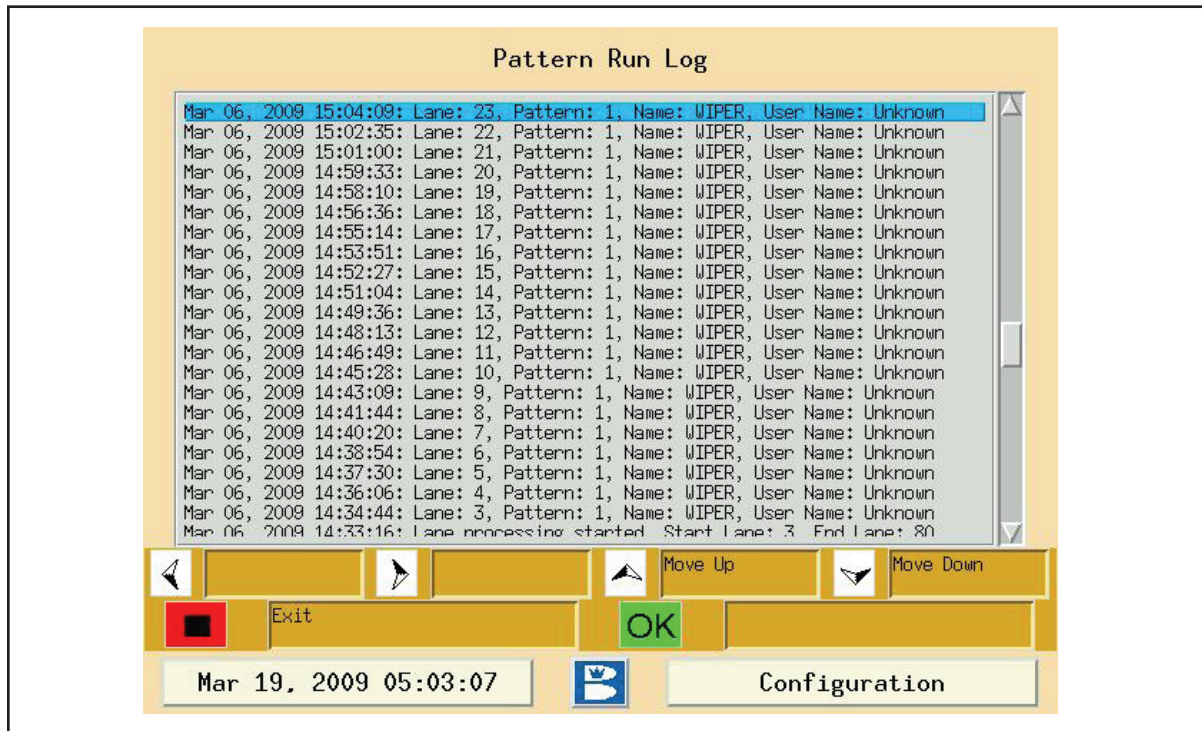 Pattern Run Log
Mar 06, 2009 15:04:09: Lane: 23, Pattern: 1, Name: WIPER, User Name: Unknown
Mar 06, 2009 15:02:35: Lane: 22, Pattern: 1, Name: WIPER, User Name: Unknown
Mar 06, 2009 15:01:00: Lane: 21, Pattern: 1, Name: WIPER, User Name: Unknown
Mar 06, 2009 14:59:33: Lane: 20, Pattern: 1, Name: WIPER, User Name: Unknown
Mar 06, 2009 14:58:10: Lane: 19, Pattern: 1, Name: WIPER, User Name: Unknown
Mar 06, 2009 14:56:36: Lane: 18, Pattern: 1, Name: WIPER, User Name: Unknown
Mar 06, 2009 14:55:14: Lane: 17, Pattern: 1, Name: WIPER, User Name: Unknown
Mar 06, 2009 14:53:51: Lane: 16, Pattern: 1, Name: WIPER, User Name: Unknown
Mar 06, 2009 14:52:27: Lane: 15, Pattern: 1, Name: WIPER, User Name: Unknown
Mar 06, 2009 14:51:04: Lane: 14, Pattern: 1, Name: WIPER, User Name: Unknown
Mar 06, 2009 14:49:36: Lane: 13, Pattern: 1, Name: WIPER, User Name: Unknown
Mar 06, 2009 14:48:13: Lane: 12, Pattern: 1, Name: WIPER, User Name: Unknown
Mar 06, 2009 14:46:49: Lane: 11, Pattern: 1, Name: WIPER, User Name: Unknown
Mar 06, 2009 14:45:28: Lane: 10, Pattern: 1, Name: WIPER, User Name: Unknown
Mar 06, 2009 14:43:09: Lane: 9, Pattern: 1, Name: WIPER, User Name: Unknown
Mar 06, 2009 14:41:44: Lane: 8, Pattern: 1, Name: WIPER, User Name: Unknown
Mar 06, 2009 14:40:20: Lane: 7, Pattern: 1, Name: WIPER, User Name: Unknown
Mar 06, 2009 14:38:54: Lane: 6, Pattern: 1, Name: WIPER, User Name: Unknown
Mar 06, 2009 14:37:30: Lane: 5, Pattern: 1, Name: WIPER, User Name: Unknown
Mar 06, 2009 14:36:06: Lane: 4, Pattern: 1, Name: WIPER, User Name: Unknown
Mar 06, 2009 14:34:44: Lane: 3, Pattern: 1, Name: WIPER, User Name: Unknown
Mar 06, 2009 14:33:16: Lane processing started. Start Lane: 3, End Lane: 80
Move Up
Move Down
Exit
OK
Mar 19, 2009 05:03:07
B
Configuration